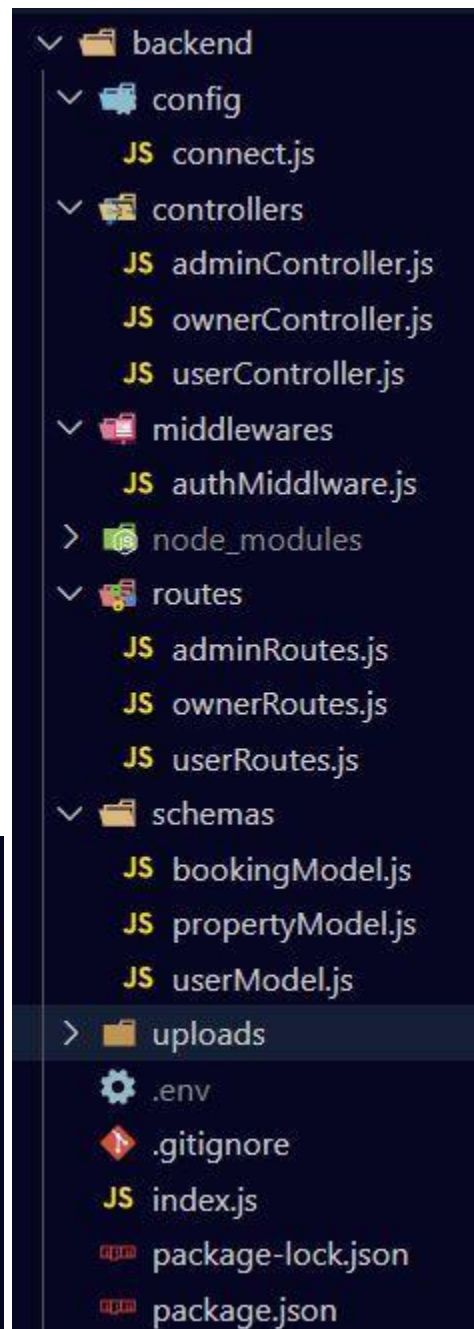 backend
config
JS connect.js
controllers
JS adminController.js
JS ownerController.js
JS userController.js
middlewares
JS authMiddlware.js
node_modules
routes
JS adminRoutes.js
JS ownerRoutes.js
JS userRoutes.js
schemas
JS bookingModel.js
JS propertyModel.js
JS userModel.js
uploads
.env
.gitignore
JS index.js
package-lock.json
package.json